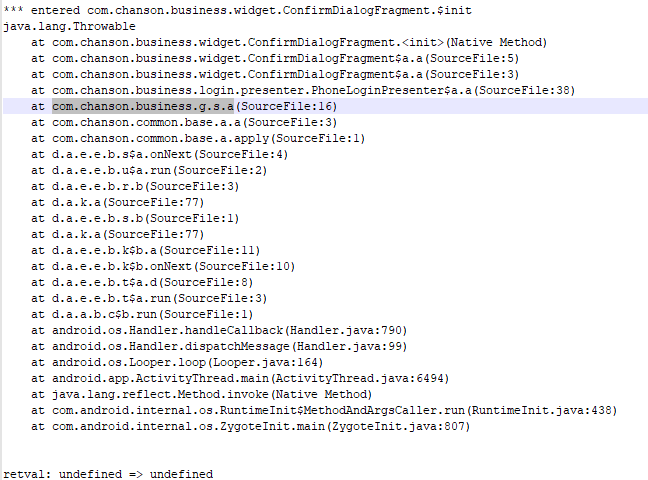 *** entered com.chanson.business.widget.ConfirmDialogFragment.$init
java.lang.Throwable
at com.chanson.business.widget.ConfirmDialogFragment.<init>(Native Method)
at com.chanson.business.widget.ConfirmDialogFragment$a.a(SourceFile:5)
at com.chanson.business.widget.ConfirmDialogFragment$a.a(SourceFile:3)
at com.chanson.business.login.presenter.PhoneLoginPresenter$a.a(SourceFile:38)
at com.chanson.business.g.s.a(SourceFile:16)
at com.chanson.common.base.a.a(SourceFile:3)
at com.chanson.common.base.a.apply(SourceFile:1)
at d.a.e.e.b.s$a.onNext(SourceFile:4)
at d.a.e.e.b.u$a.run(SourceFile:2)
at d.a.e.e.b.r.b(SourceFile:3)
at d.a.k.a(SourceFile:77)
at d.a.e.e.b.s.b(SourceFile:1)
at d.a.k.a(SourceFile:77)
at d.a.e.e.b.k$b.a(SourceFile:11)
at d.a.e.e.b.k$b.onNext(SourceFile:10)
at d.a.e.e.b.t$a.d(SourceFile:8)
at d.a.e.e.b.t$a.run(SourceFile:3)
at d.a.a.b.c$b.run(SourceFile:1)
at android.os.Handler.handleCallback(Handler.java:790)
at android.os.Handler.dispatchMessage(Handler.java:99)
at android.os.Looper.loop(Looper.java:164)
at android.app.ActivityThread.main(ActivityThread.java:6494)
at java.lang.reflect.Method.invoke(Native Method)
at com.android.internal.os.RuntimeInit$MethodAndArgsCaller.run(RuntimeInit.java:438)
at com.android.internal.os.ZygoteInit.main(ZygoteInit.java:807)
retval: undefined => undefined